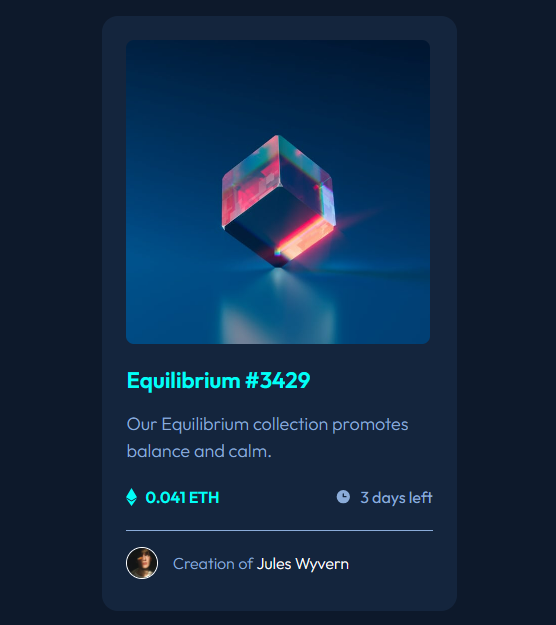 Equilibrium #3429
Our Equilibrium collection promotes
balance and calm.
0.041 ETH
3 days left
Creation of Jules Wyvern